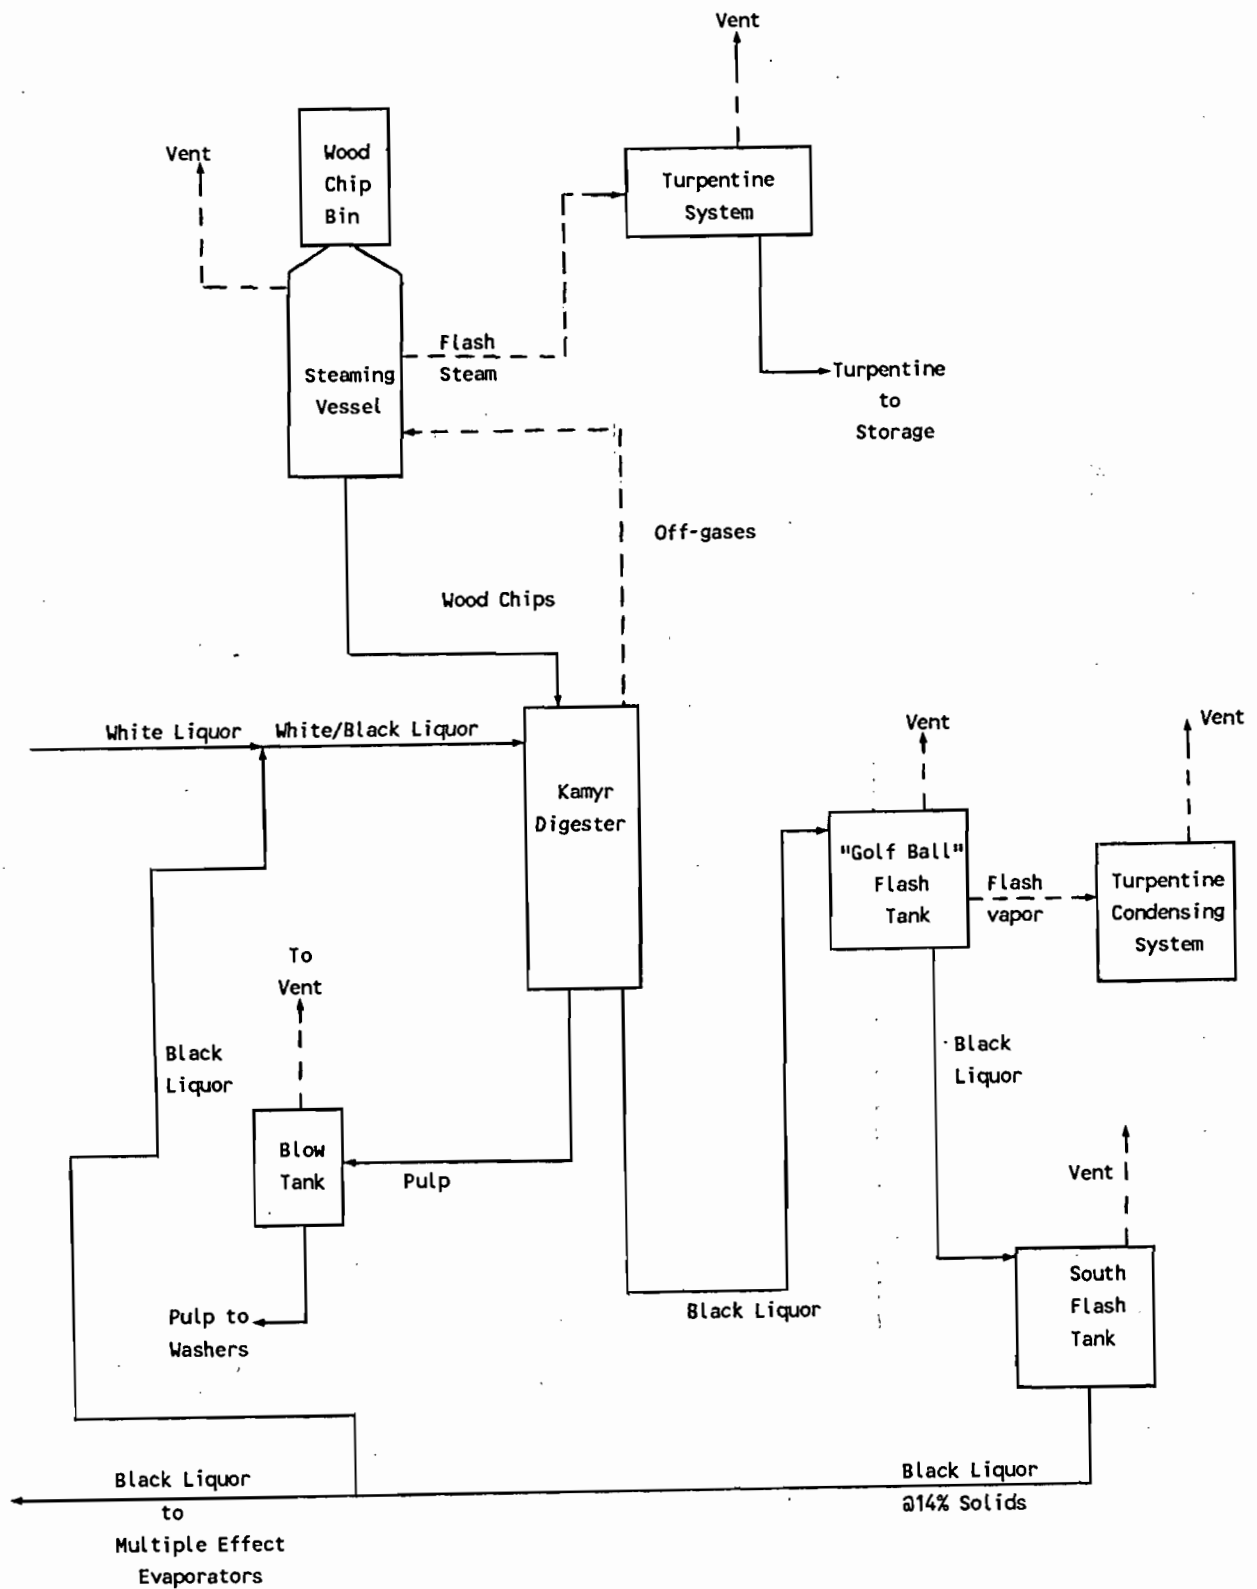 Vent
Wood
Chip
Bin
Vent
Turpentine
System
Flash
Steam
Steaming
Vessel
Turpentine
to
Storage
Off-gases
Wood Chips
White Liquor
White/Black Liquor
Kamyr
Digester
Vent
Vent
"Golf Ball"
Flash
Tank
Flash
vapor
Turpentine
Condensing
System
To
Vent
Black
Liquor
Black
Liquor
Blow
Tank
Pulp
Vent
South
Flash
Tank
Black Liquor
Pulp to
Washers
Black Liquor
@14% Solids
Black Liquor
to
Multiple Effect
Evaporators